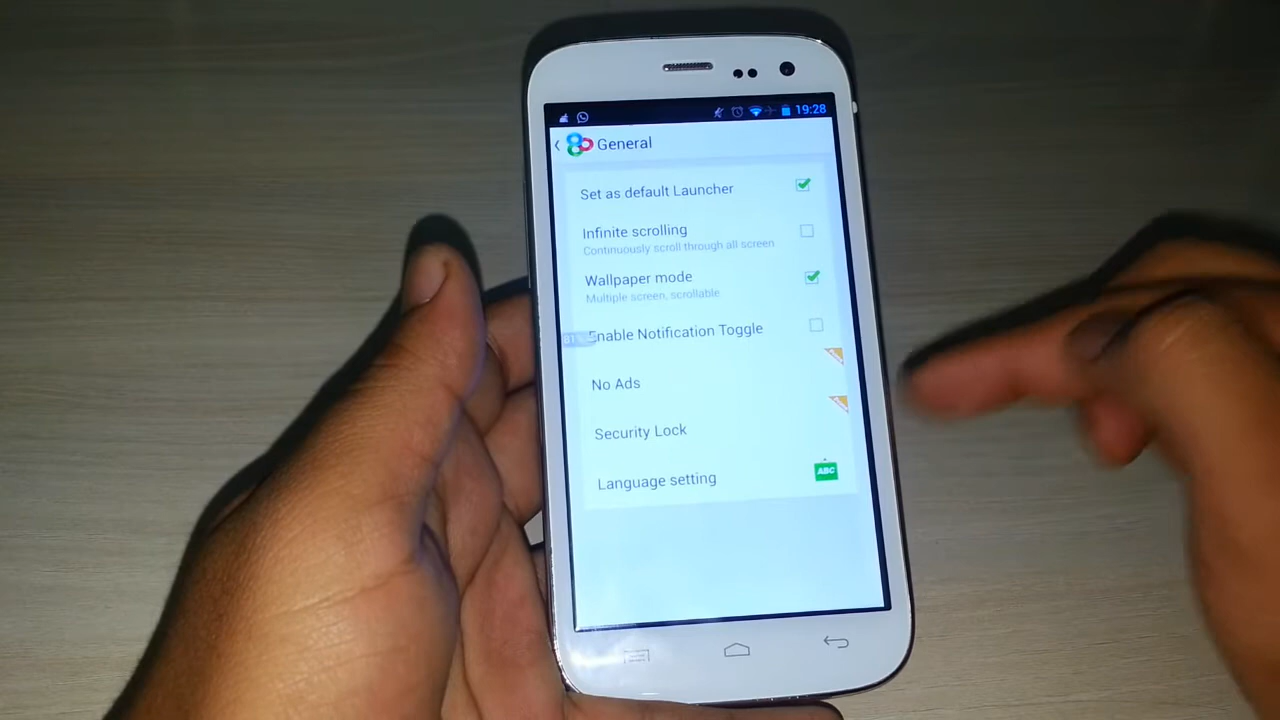 19:28
General
Set as default Launcher
Infinite scrolling
Continuously scroll through all screen
Wallpaper mode
Multiple screen, scrollable
81%
Enable Notification Toggle
No Ads
Security Lock
Language setting
ABC